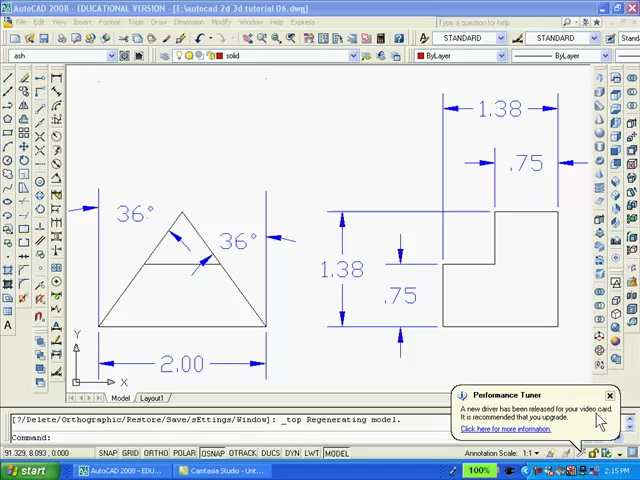 AutoCAD 2008 - EDUCATIONAL VERSION - [E:\autocad 2d 3d tutorial 06.dwg]
File Edit View Insert Format Tools Draw Dimension Modify Window Help Express
Type a question for help
STANDARD
STANDARD
Standa
ash
solid
ByLayer
ByLayer
ByLa
1.38
.75
36°
36°
1.38
.75
2.00
Y
X
Model Layout1
Performance Tuner
A new driver has been released for your video card.
It is recommended that you upgrade.
Click here for more information.
[?/Delete/Orthographic/Restore/Save/sEttings/Window]: _top Regenerating model.
Command:
91.329, 8.093, 0.000
SNAP GRID ORTHO POLAR OSNAP OTRACK DUCS DYN LWT MODEL
Annotation Scale: 1:1
start
AutoCAD 2008 - EDU...
Camtasia Studio - Unt...
100%
2:15 PM